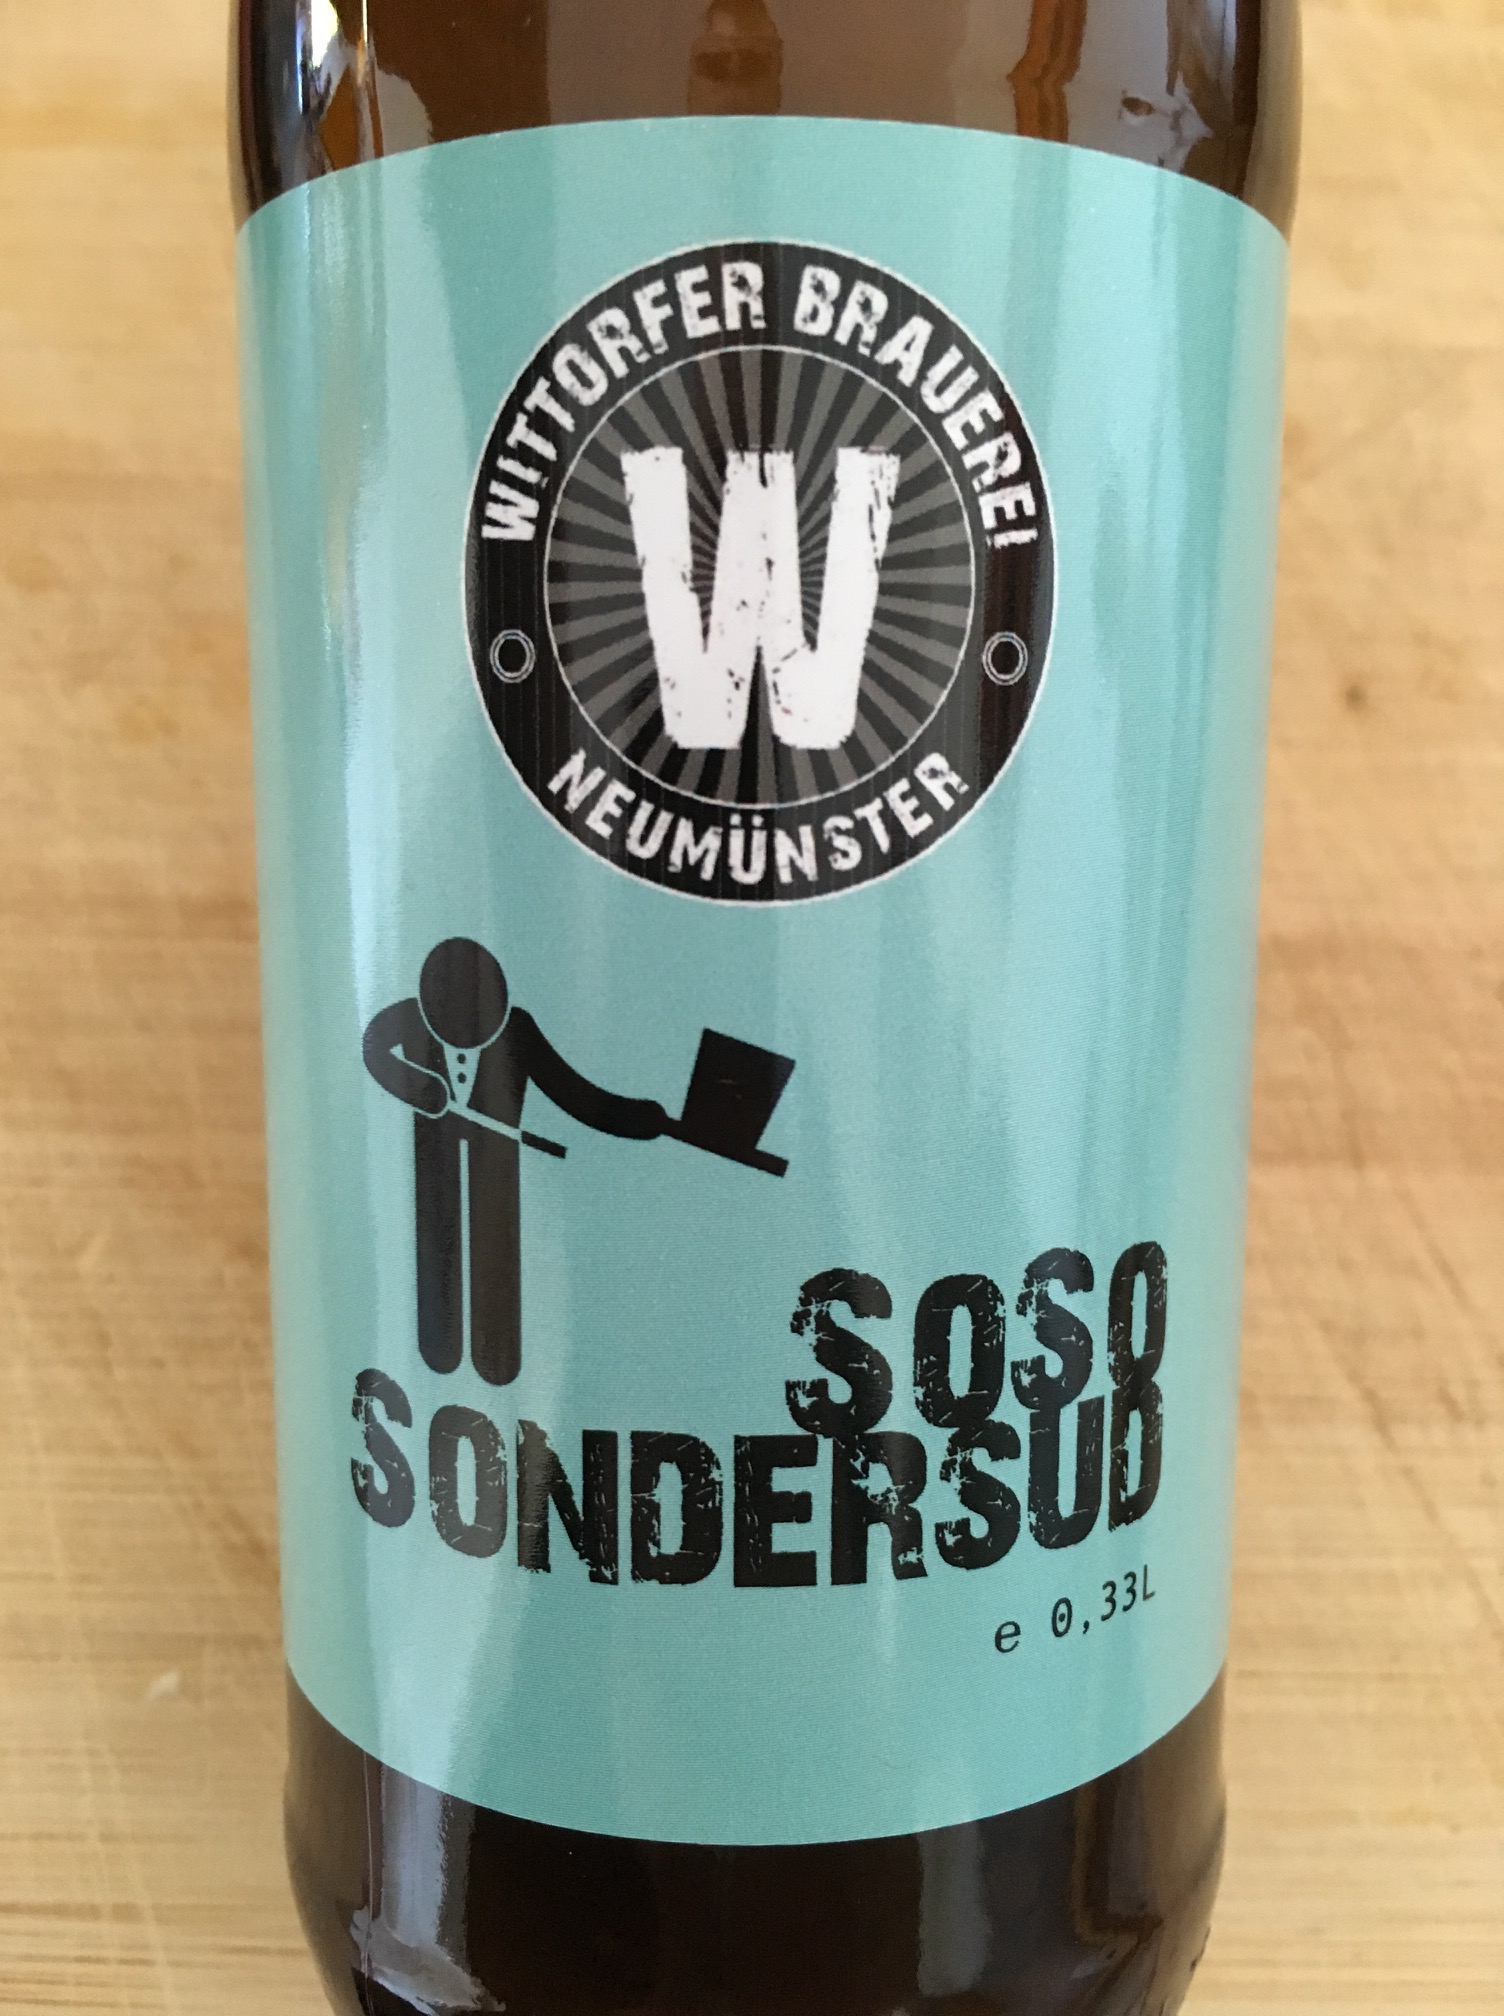 WITTORFER BRAUEREI
W
NEUMÜNSTER
SOSO
SONDERSUD
e 0,33L